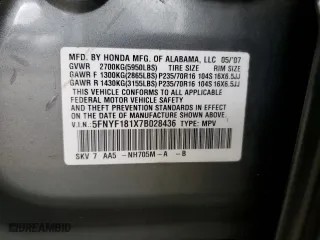 MFD. BY HONDA MFG. OF ALABAMA, LLC 05/'07
GVWR 2700KG(5950LBS) TIRE SIZE RIM SIZE
GAWR F 1300KG(2865LBS)P235/70R16 104S 16X6.5JJ
GAWR R 1430KG(3155LBS)P235/70R16 104S 16X6.5JJ
THIS VEHICLE CONFORMS TO ALL APPLICABLE
FEDERAL MOTOR VEHICLE SAFETY AND
THEFT PREVENTION STANDARDS IN EFFECT ON
THE DATE OF MANUFACTURE SHOWN ABOVE.
V.I.N.: 5FNYF181X7B028436 TYPE: MPV
SKV 7 AA5 -NH705M- A -B
DREAMBID